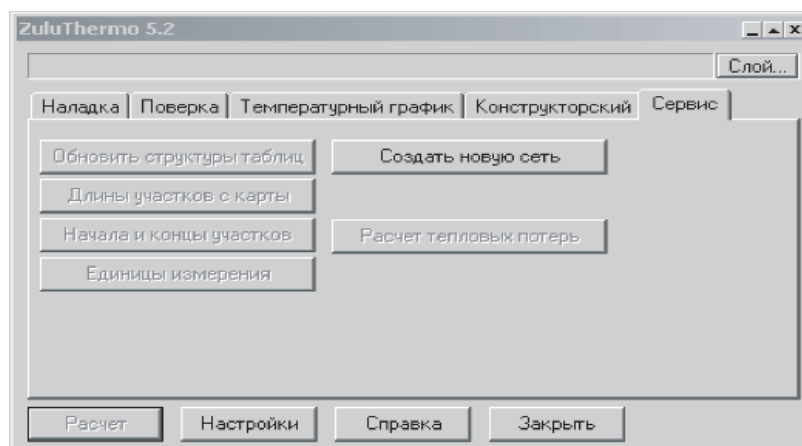 ZuluThermo 5.2
Слой...
Наладка Поверка Температурный график Конструкторский Сервис
Обновить структуры таблиц Создать новую сеть
Длины участков с карты
Начала и концы участков Расчет тепловых потерь
Единицы измерения
Расчет Настройки Справка Закрыть